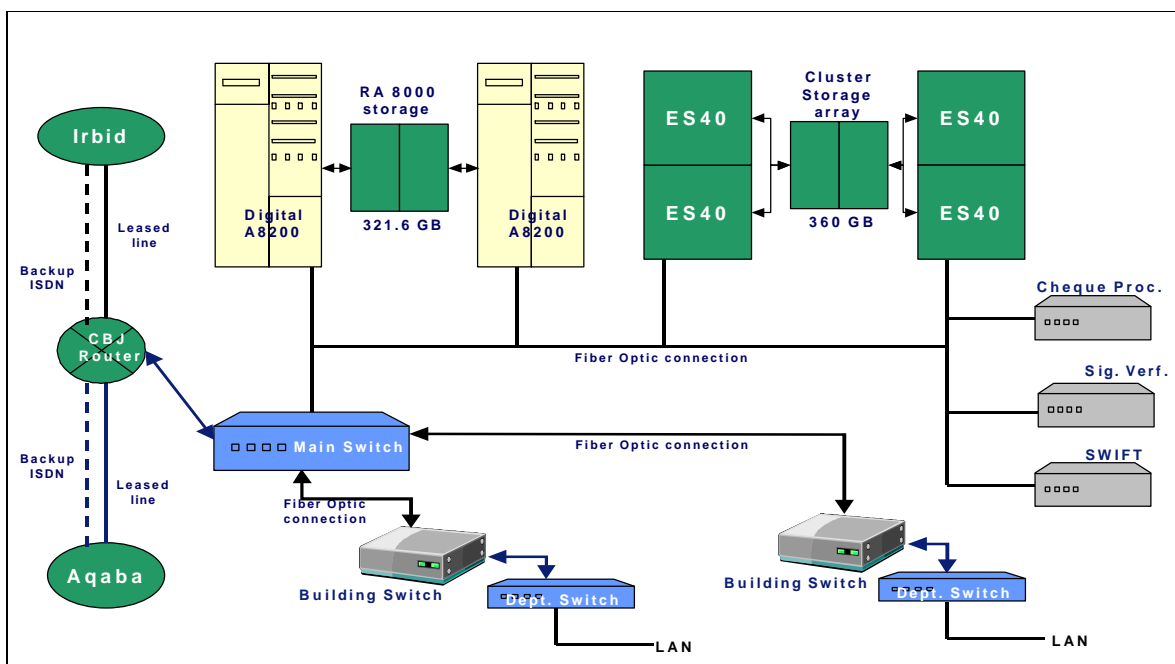 Irbid
Leased
line
Backup
ISDN
CBJ
Router
Backup
ISDN
Leased
line
Aqaba
Digital
A8200
RA 8000
storage
321.6 GB
Digital
A8200
ES40
ES40
Cluster
Storage
array
360 GB
ES40
ES40
Fiber Optic connection
Cheque Proc.
Sig. Verf.
SWIFT
Main Switch
Fiber Optic connection
Fiber Optic
connection
Building Switch
Dept. Switch
LAN
Building Switch
Dept. Switch
LAN